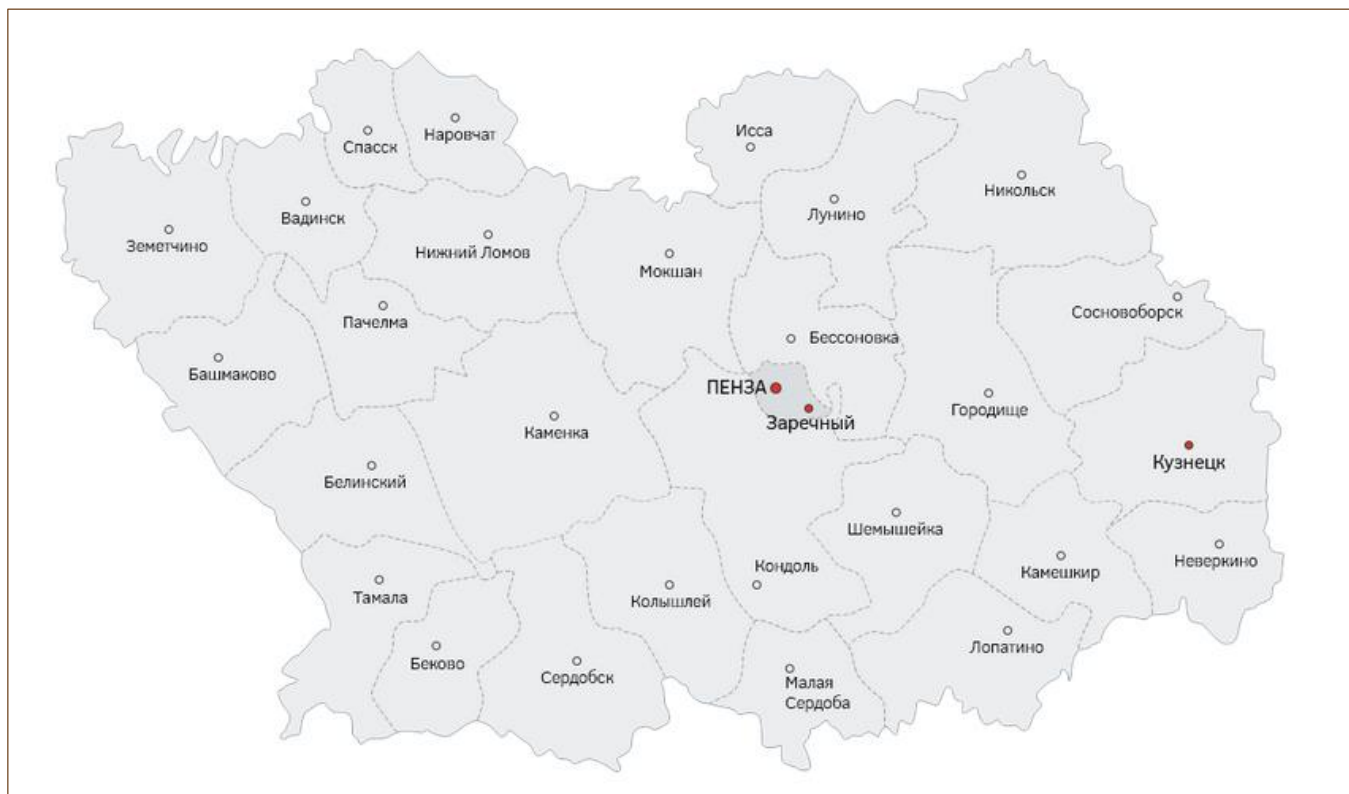 Исса
Наровчат
Спасск
Никольск
Вадинск
Лунино
Земетчино
Нижний Ломов
Мокшан
Сосновоборск
Пачелма
Бессоновка
Башмаково
ПЕНЗА
Городище
Заречный
Каменка
Кузнецк
Белинский
Шемышейка
Неверкино
Кондоль
Камешкир
Тамала
Колышлей
Лопатино
Беково
Сердобск
Малая
Сердоба